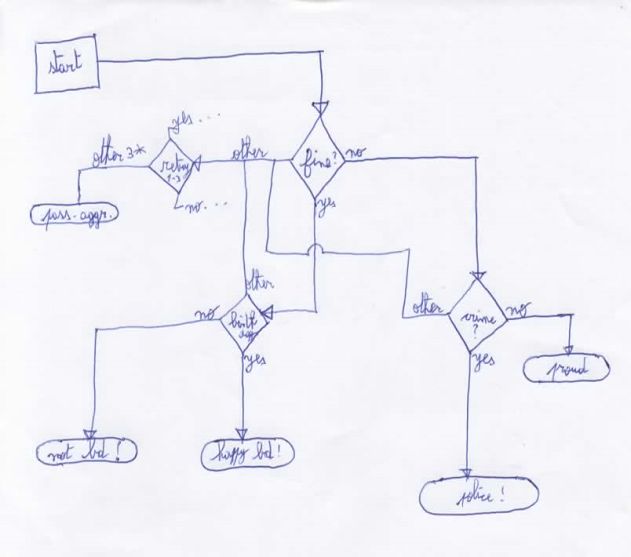 start
yes...
other 3*
retry
1-3
other
fine?
no
no...
yes
pass-aggr.
other
no
birth
day
yes
other
crime
?
no
yes
proud
not bd!
happy bd!
police!